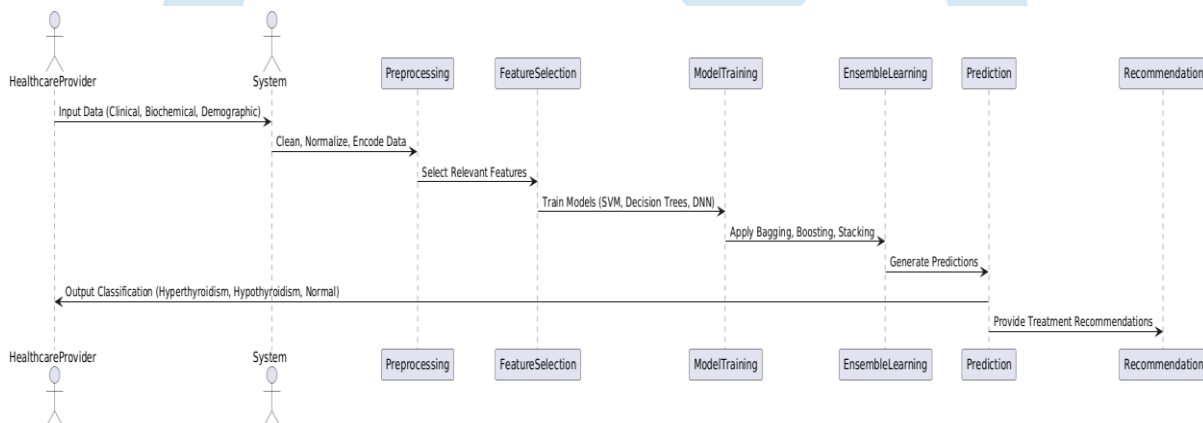 HealthcareProvider
System
Preprocessing
FeatureSelection
ModelTraining
EnsembleLearning
Prediction
Recommendation
Input Data (Clinical, Biochemical, Demographic)
Clean, Normalize, Encode Data
Select Relevant Features
Train Models (SVM, Decision Trees, DNN)
Apply Bagging, Boosting, Stacking
Generate Predictions
Output Classification (Hyperthyroidism, Hypothyroidism, Normal)
Provide Treatment Recommendations
HealthcareProvider
System
Preprocessing
FeatureSelection
ModelTraining
EnsembleLearning
Prediction
Recommendation